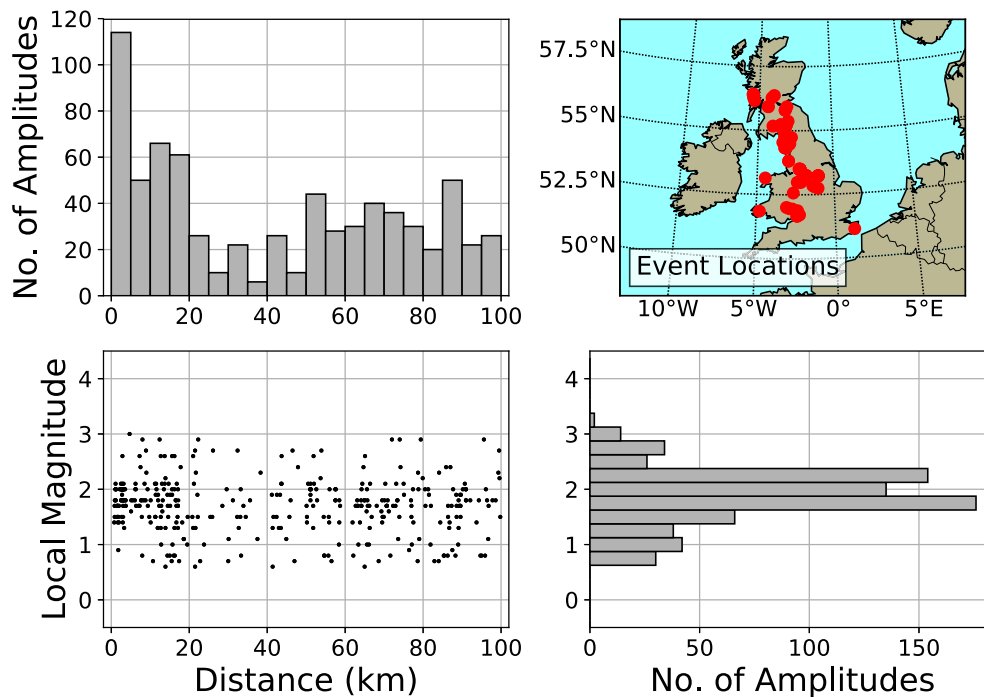 No. of Amplitudes
120
100
80
60
40
20
0
0 20 40 60 80 100
57.5°N
55°N
52.5°N
50°N
Event Locations
10°W 5°W 0° 5°E
Local Magnitude
4
3
2
1
0
0 20 40 60 80 100
Distance (km)
4
3
2
1
0
0 50 100 150
No. of Amplitudes